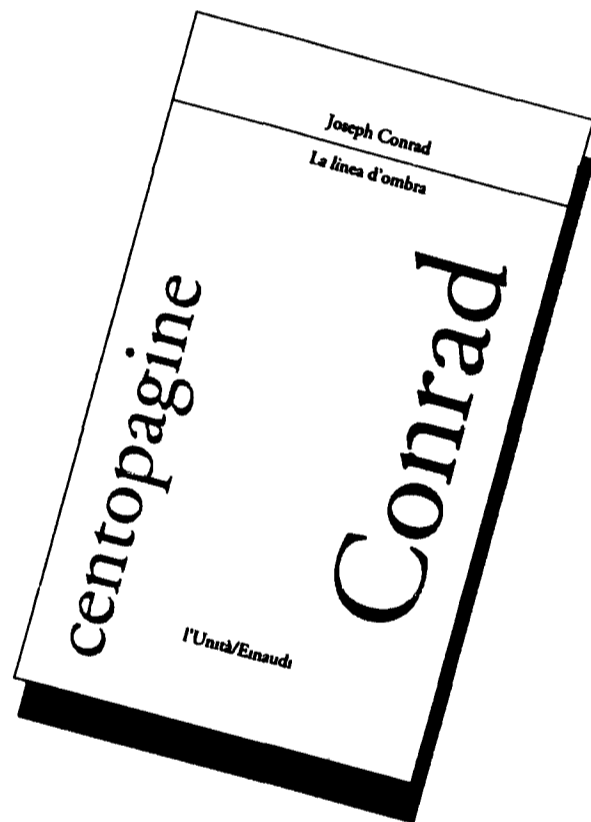 Joseph Conrad
La linea d'ombra
centopagine
Conrad
l'Unità/Einaudi